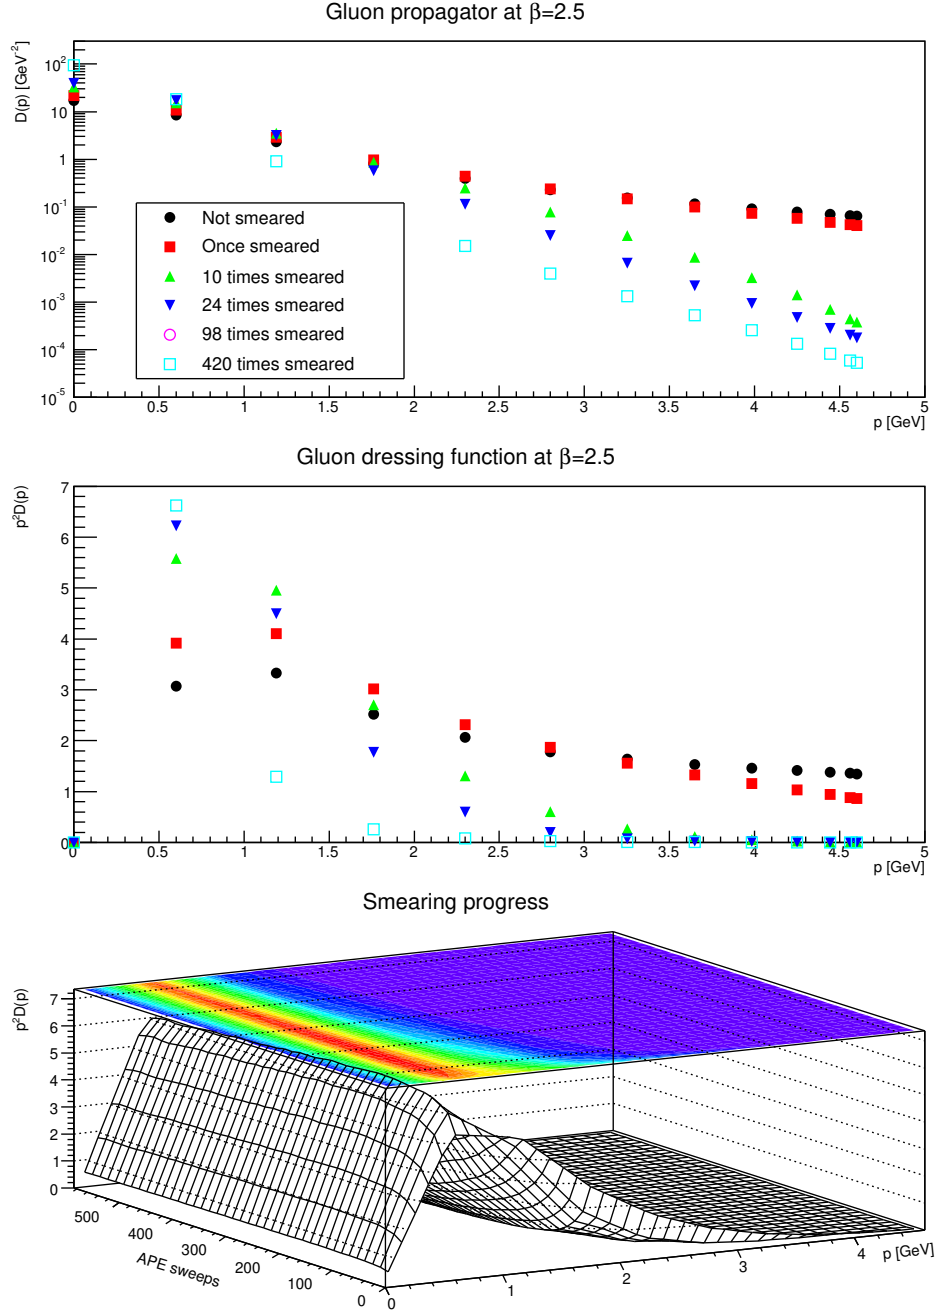 Gluon propagator at β=2.5
D(p) [GeV⁻²]
10²
10
1
10⁻¹
10⁻²
10⁻³
10⁻⁴
10⁻⁵
Not smeared
Once smeared
10 times smeared
24 times smeared
98 times smeared
420 times smeared
0 0.5 1 1.5 2 2.5 3 3.5 4 4.5 5
p [GeV]
Gluon dressing function at β=2.5
p²D(p)
7
6
5
4
3
2
1
0
0.5 1 1.5 2 2.5 3 3.5 4 4.5 5
p [GeV]
Smearing progress
p²D(p)
7
6
5
4
3
2
1
0
500 400 300 200 100 0
APE sweeps
0 1 2 3 4
p [GeV]